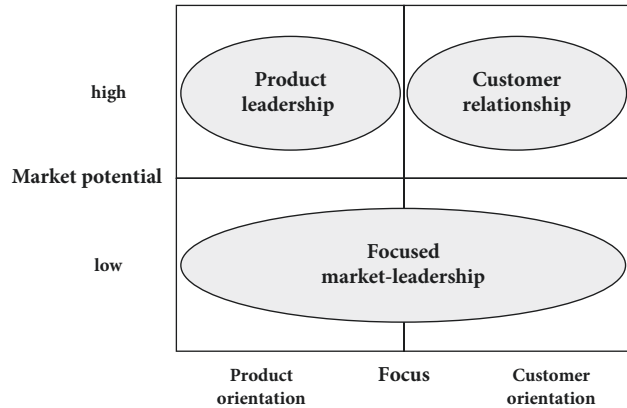 Product
leadership
Customer
relationship
high
Market potential
Focused
market-leadership
low
Product
orientation
Focus
Customer
orientation